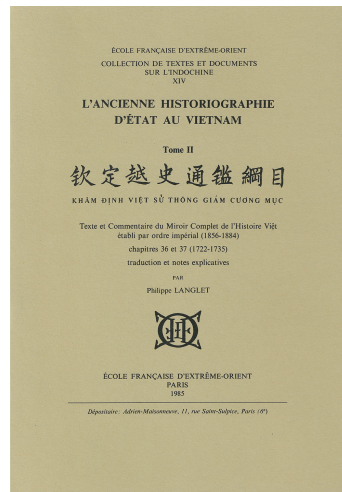 ÉCOLE FRANÇAISE D'EXTRÊME-ORIENT
COLLECTION DE TEXTES ET DOCUMENTS
SUR L'INDOCHINE
XIV
L'ANCIENNE HISTORIOGRAPHIE
D'ÉTAT AU VIETNAM
Tome II
欽定越史通鑑綱目
KHÂM ĐỊNH VIỆT SỬ THÔNG GIÁM CƯƠNG MỤC
Texte et Commentaire du Miroir Complet de l'Histoire Việt
établi par ordre impérial (1856-1884)
chapitres 36 et 37 (1722-1735)
traduction et notes explicatives
PAR
Philippe LANGLET
ÉCOLE FRANÇAISE D'EXTRÊME-ORIENT
PARIS
1985
Dépositaire : Adrien-Maisonneuve, 11, rue Saint-Sulpice, Paris (6e)